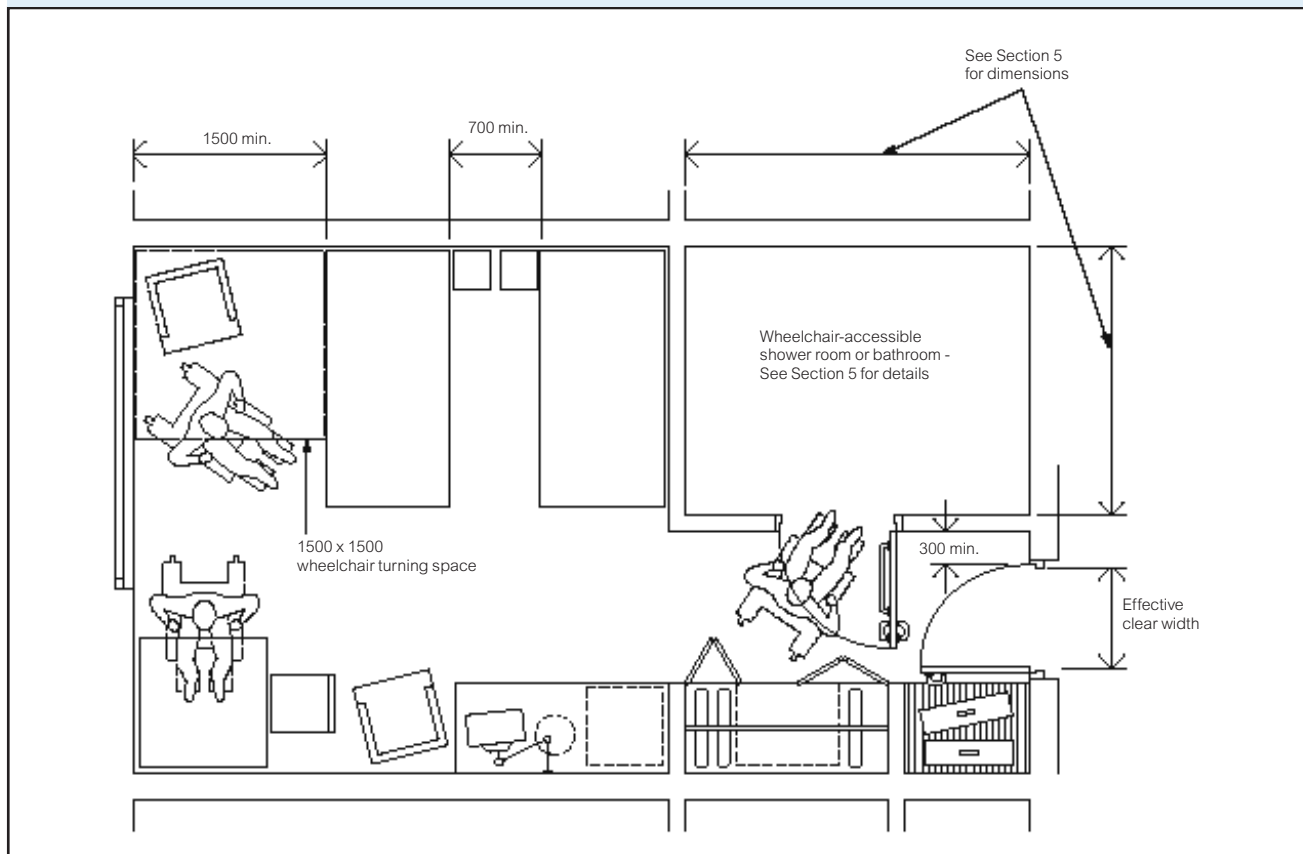 See Section 5
for dimensions
1500 min.
700 min.
Wheelchair-accessible
shower room or bathroom -
See Section 5 for details
1500 x 1500
wheelchair turning space
300 min.
Effective
clear width